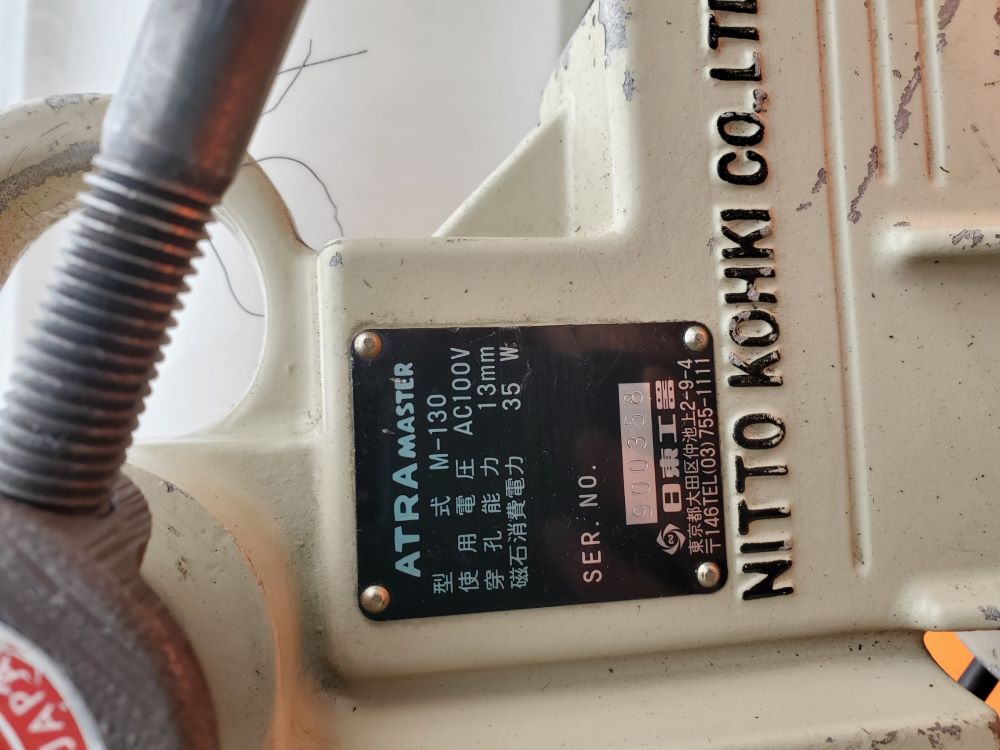 ATRA MASTER
型式 M-130
使用電圧 AC100V
穿孔能力 13mm
磁石消費電力 35 W
SER. NO. 900358
日東工器
東京都大田区仲池上2-9-4
〒146TEL(03)755-1111
NITTO KOHKI CO.,LTD
JAPA